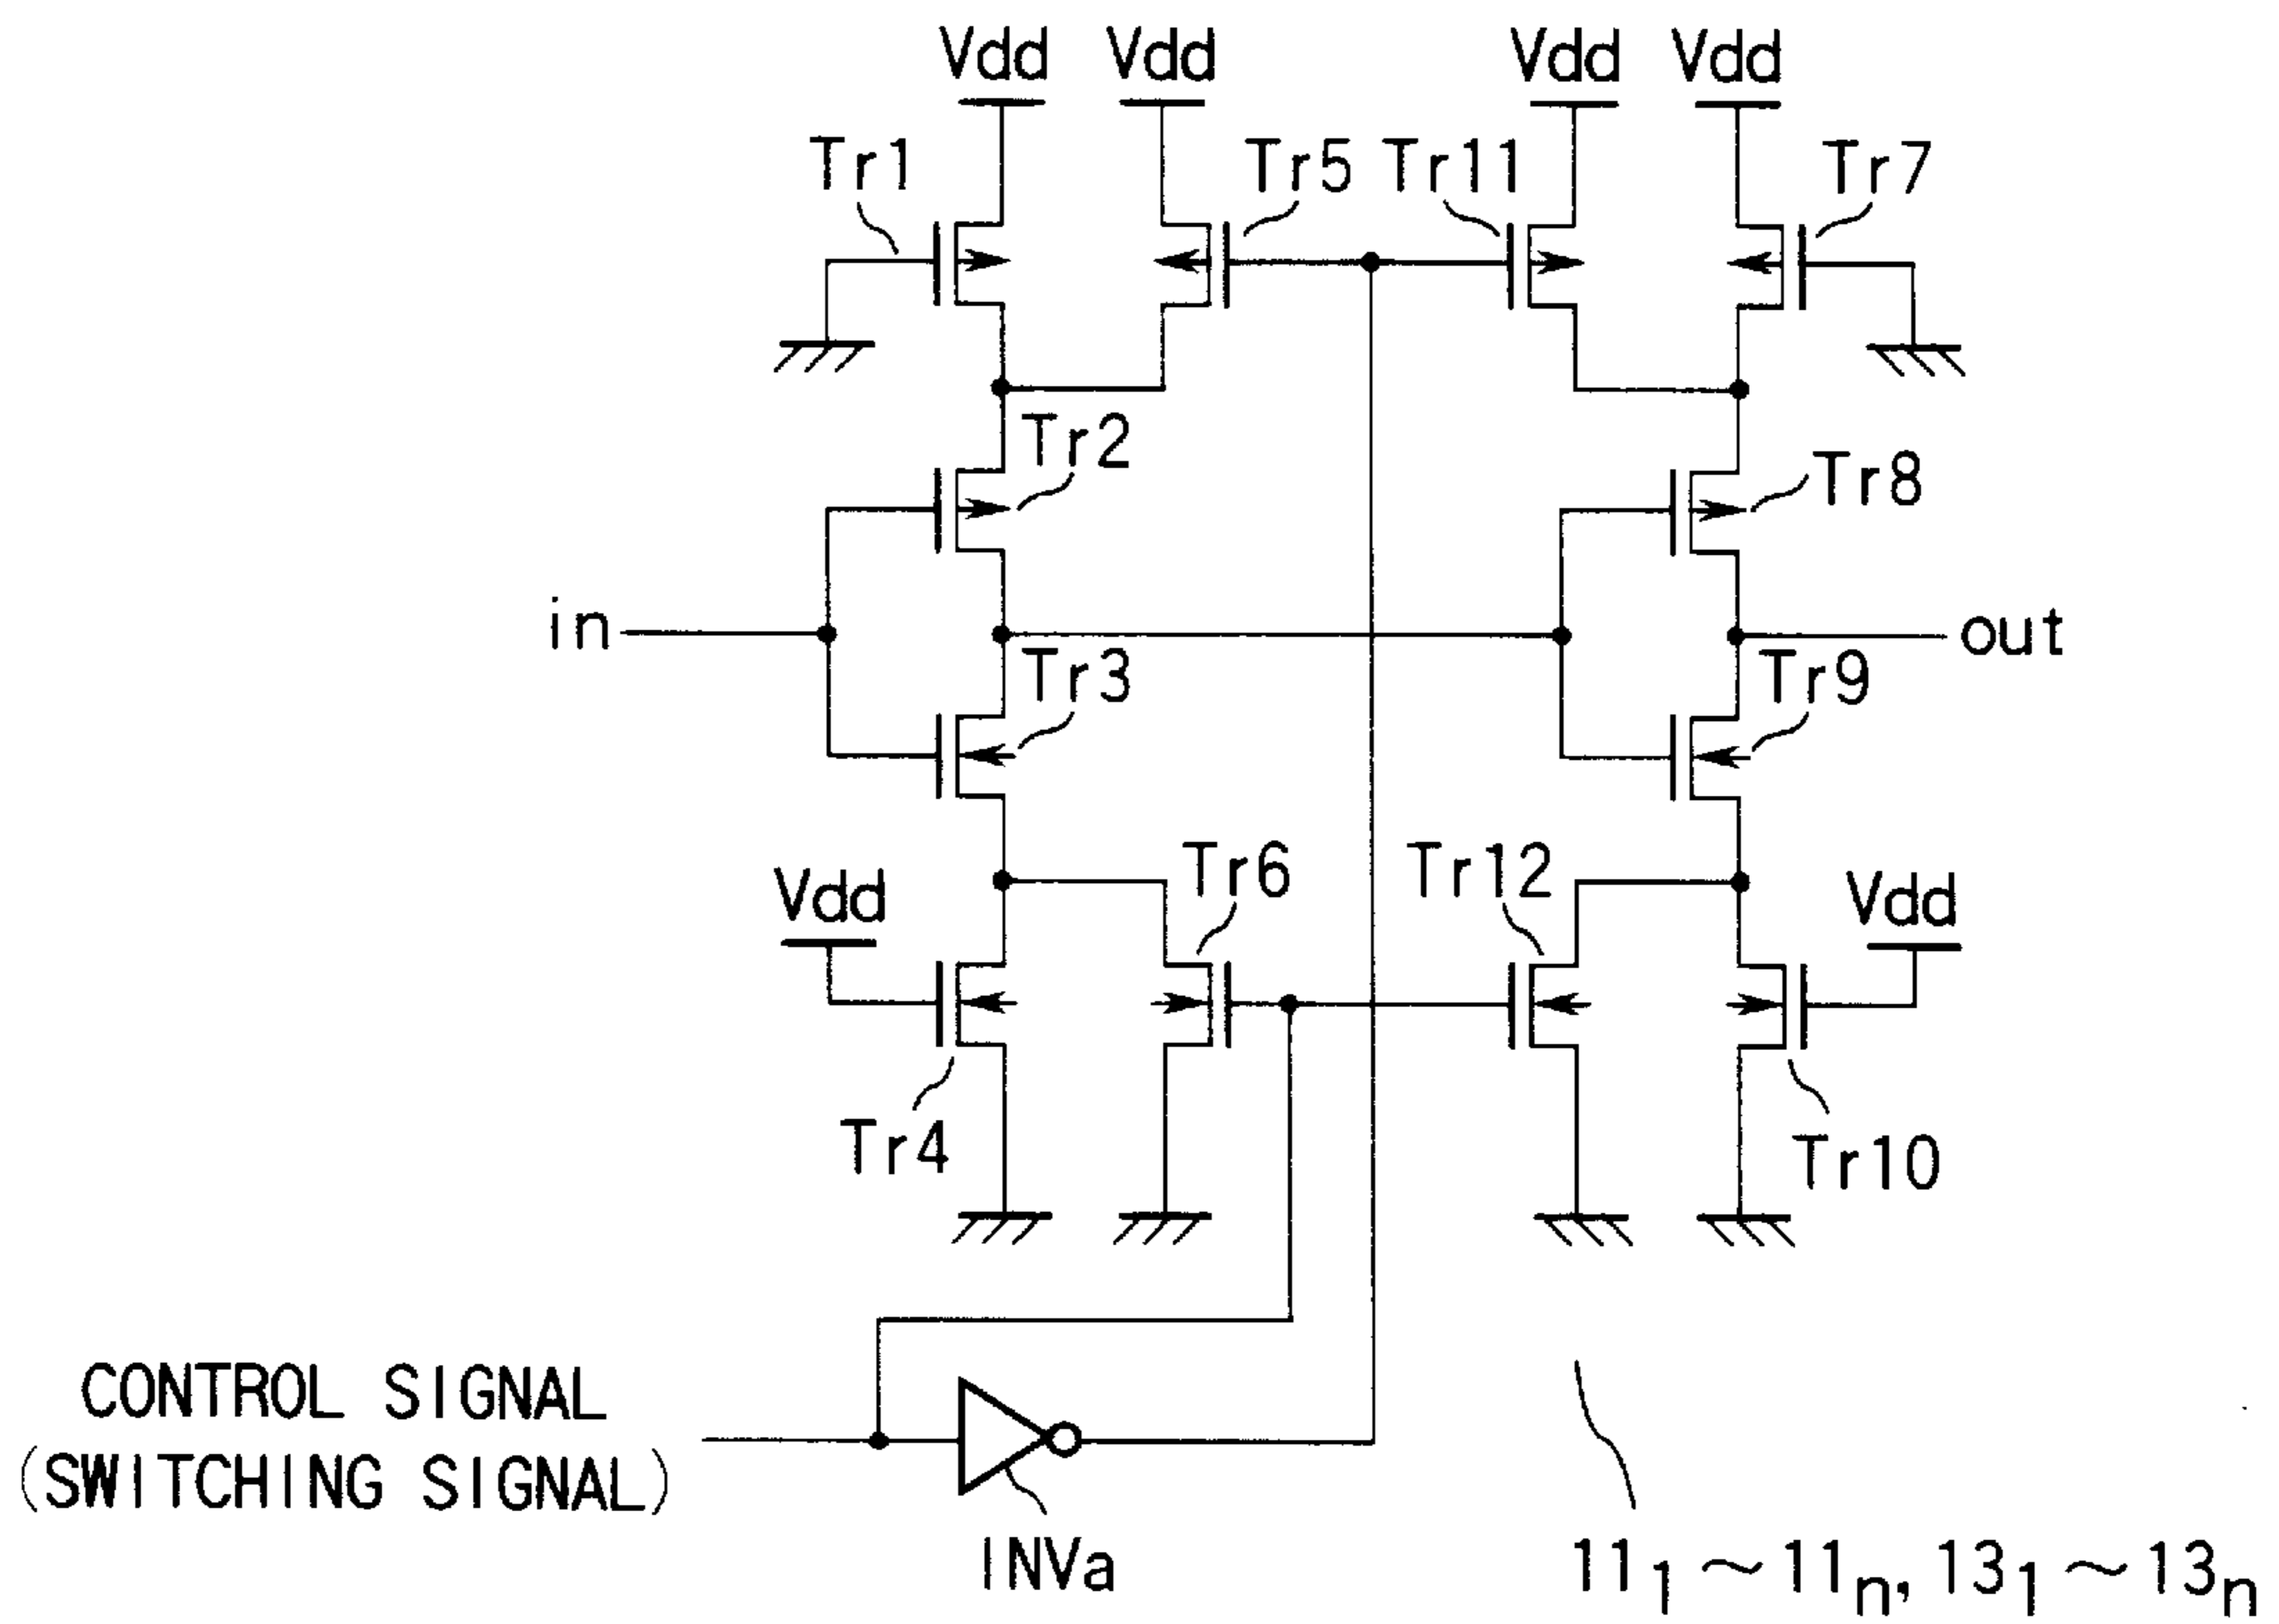 Vdd Vdd Vdd Vdd
Tr1 Tr5 Tr11 Tr7
Tr2 Tr8
in out
Tr3 Tr9
Vdd Tr6 Tr12 Vdd
Tr4 Tr10
CONTROL SIGNAL
(SWITCHING SIGNAL)
INVa
11₁～11ₙ, 13₁～13ₙ